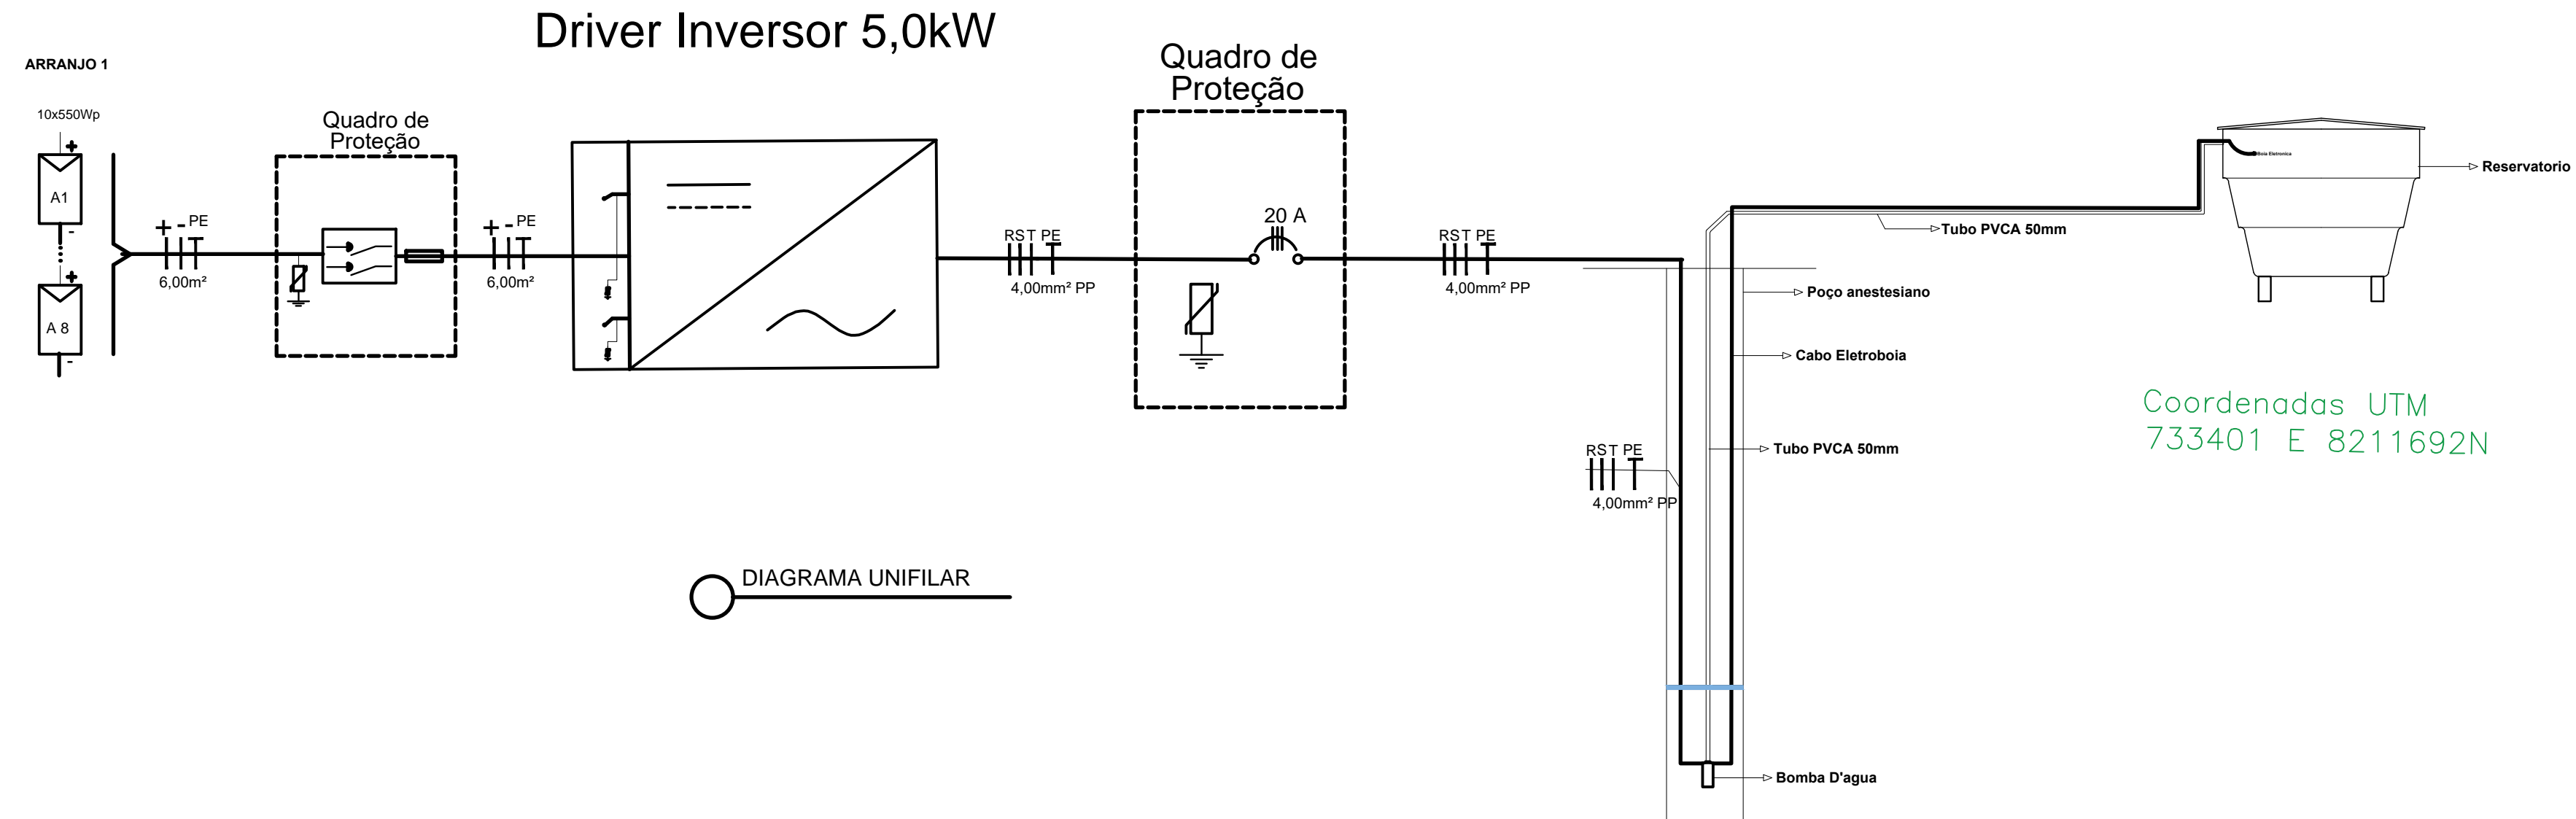 Driver Inversor 5,0kW
ARRANJO 1
10x550Wp
+
A1
-
+
A 8
-
+ - PE
6,00m²
Quadro de
Proteção
+ - PE
6,00m²
RST PE
4,00mm² PP
Quadro de
Proteção
20 A
RST PE
4,00mm² PP
RST PE
4,00mm² PP
Boia Eletronica
Reservatorio
Tubo PVCA 50mm
Poço anestesiano
Cabo Eletroboia
Tubo PVCA 50mm
Bomba D'agua
Coordenadas UTM
733401 E 8211692N
DIAGRAMA UNIFILAR